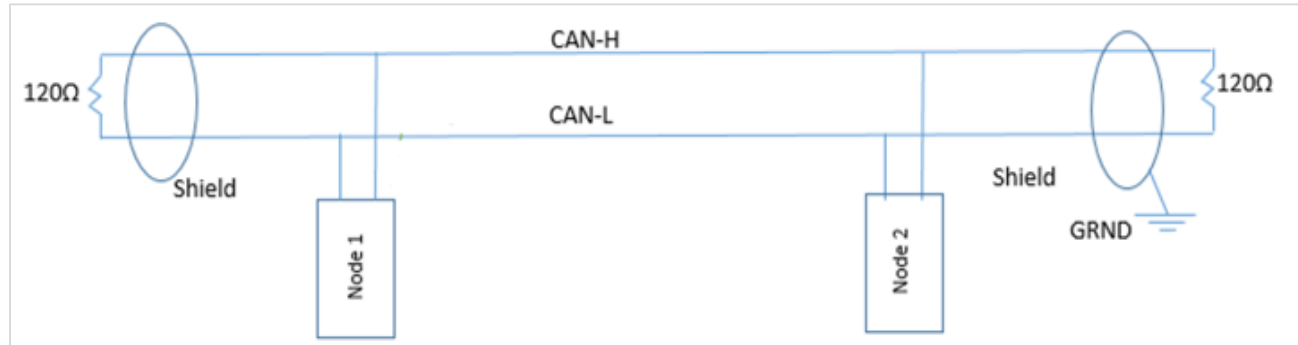 CAN-H
120Ω
120Ω
CAN-L
Shield
Shield
Node 1
Node 2
GRND